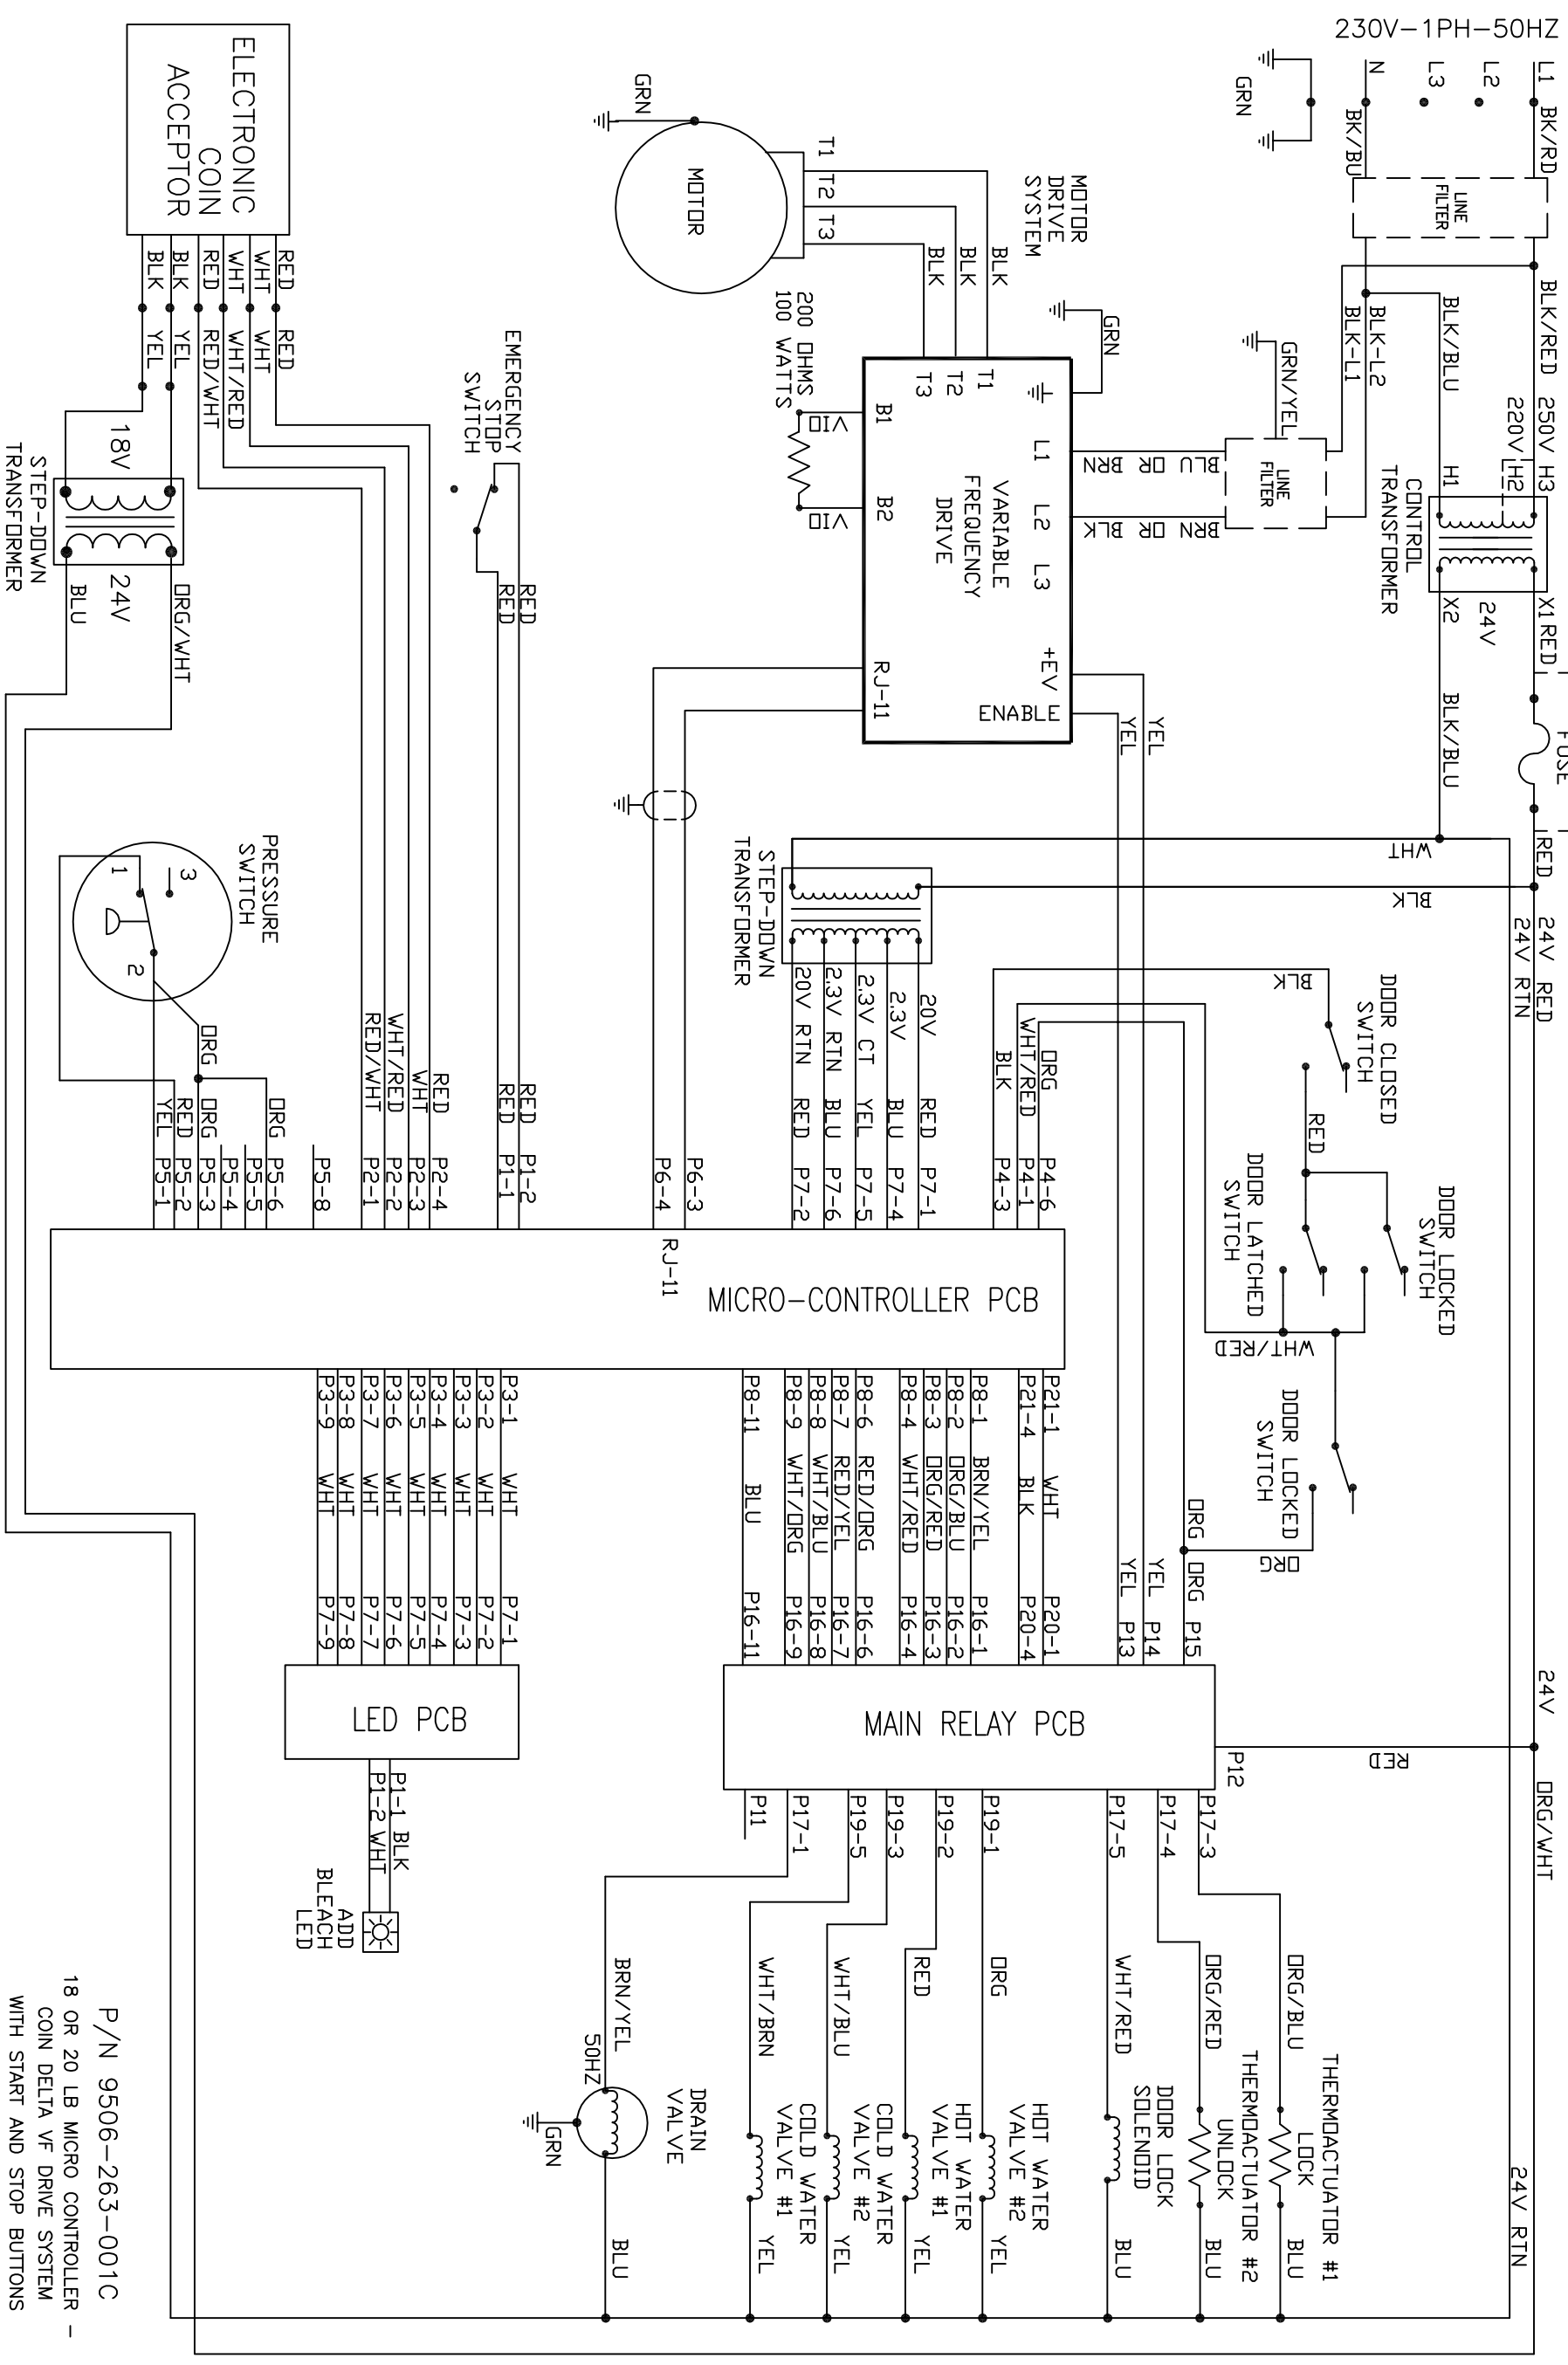 230V-1PH-50HZ
L1
L2
L3
N
GRN
BK/RD
BK/BU
LINE
FILTER
BLK/RED
BLK/BLU
BLK-L2
BLK-L1
250V
220V
H3
H2
H1
CONTROL
TRANSFORMER
X1
X2
24V
RED
BLK/BLU
FUSE
RED
WHT
BLK
24V RED
24V RTN
24V
ORG/WHT
24V RTN
GRN/YEL
LINE
FILTER
BLU OR BRN
BRN OR BLK
MOTOR
DRIVE
SYSTEM
GRN
MOTOR
T1
T2
T3
BLK
BLK
BLK
GRN
T1
T2
T3
L1
L2
L3
+EV
ENABLE
VARIABLE
FREQUENCY
DRIVE
B1
B2
RJ-11
VIO
VIO
200 OHMS
100 WATTS
YEL
YEL
STEP-DOWN
TRANSFORMER
20V
2.3V
2.3V CT
2.3V RTN
20V RTN
RED
BLU
YEL
BLU
RED
P7-1
P7-4
P7-5
P7-6
P7-2
BLK
ORG
WHT/RED
BLK
P4-6
P4-1
P4-3
DOOR CLOSED
SWITCH
RED
DOOR LOCKED
SWITCH
DOOR LATCHED
SWITCH
WHT/RED
DOOR LOCKED
SWITCH
ORG
ORG
ORG
P15
YEL
P14
YEL
P13
ELECTRONIC
COIN
ACCEPTOR
RED
WHT
WHT
RED
BLK
BLK
RED
WHT
WHT/RED
RED/WHT
YEL
YEL
18V
24V
STEP-DOWN
TRANSFORMER
ORG/WHT
BLU
EMERGENCY
STOP
SWITCH
RED
RED
RED
RED
P1-2
P1-1
PRESSURE
SWITCH
1
2
3
ORG
ORG
ORG
RED
YEL
P5-1
P5-2
P5-3
P5-4
P5-5
P5-6
P5-8
RED
WHT
WHT/RED
RED/WHT
P2-4
P2-3
P2-2
P2-1
P6-3
P6-4
RJ-11
MICRO-CONTROLLER PCB
P21-1 WHT P20-1
P21-4 BLK P20-4
P8-1 BRN/YEL P16-1
P8-2 ORG/BLU P16-2
P8-3 ORG/RED P16-3
P8-4 WHT/RED P16-4
P8-6 RED/ORG P16-6
P8-7 RED/YEL P16-7
P8-8 WHT/BLU P16-8
P8-9 WHT/ORG P16-9
P8-11 BLU P16-11
P3-1 WHT P7-1
P3-2 WHT P7-2
P3-3 WHT P7-3
P3-4 WHT P7-4
P3-5 WHT P7-5
P3-6 WHT P7-6
P3-7 WHT P7-7
P3-8 WHT P7-8
P3-9 WHT P7-9
MAIN RELAY PCB
P12
RED
LED PCB
P1-1 BLK
P1-2 WHT
ADD
BLEACH
LED
P17-3
P17-4
P17-5
P19-1
P19-2
P19-3
P19-5
P17-1
P11
ORG/BLU
THERMOACTUATOR #1
LOCK
BLU
ORG/RED
THERMOACTUATOR #2
UNLOCK
BLU
WHT/RED
DOOR LOCK
SOLENOID
BLU
ORG
HOT WATER
VALVE #2
YEL
RED
HOT WATER
VALVE #1
YEL
WHT/BLU
COLD WATER
VALVE #2
YEL
WHT/BRN
COLD WATER
VALVE #1
YEL
BRN/YEL
50HZ
DRAIN
VALVE
GRN
BLU
P/N 9506-263-001C
18 OR 20 LB MICRO CONTROLLER -
COIN DELTA VF DRIVE SYSTEM
WITH START AND STOP BUTTONS